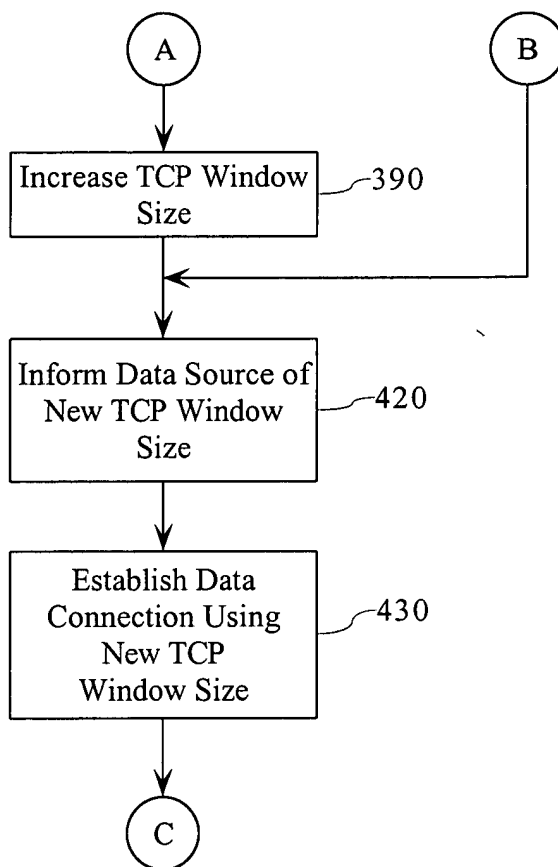 A
B
Increase TCP Window
Size
390
Inform Data Source of
New TCP Window
Size
420
Establish Data
Connection Using
New TCP
Window Size
430
C